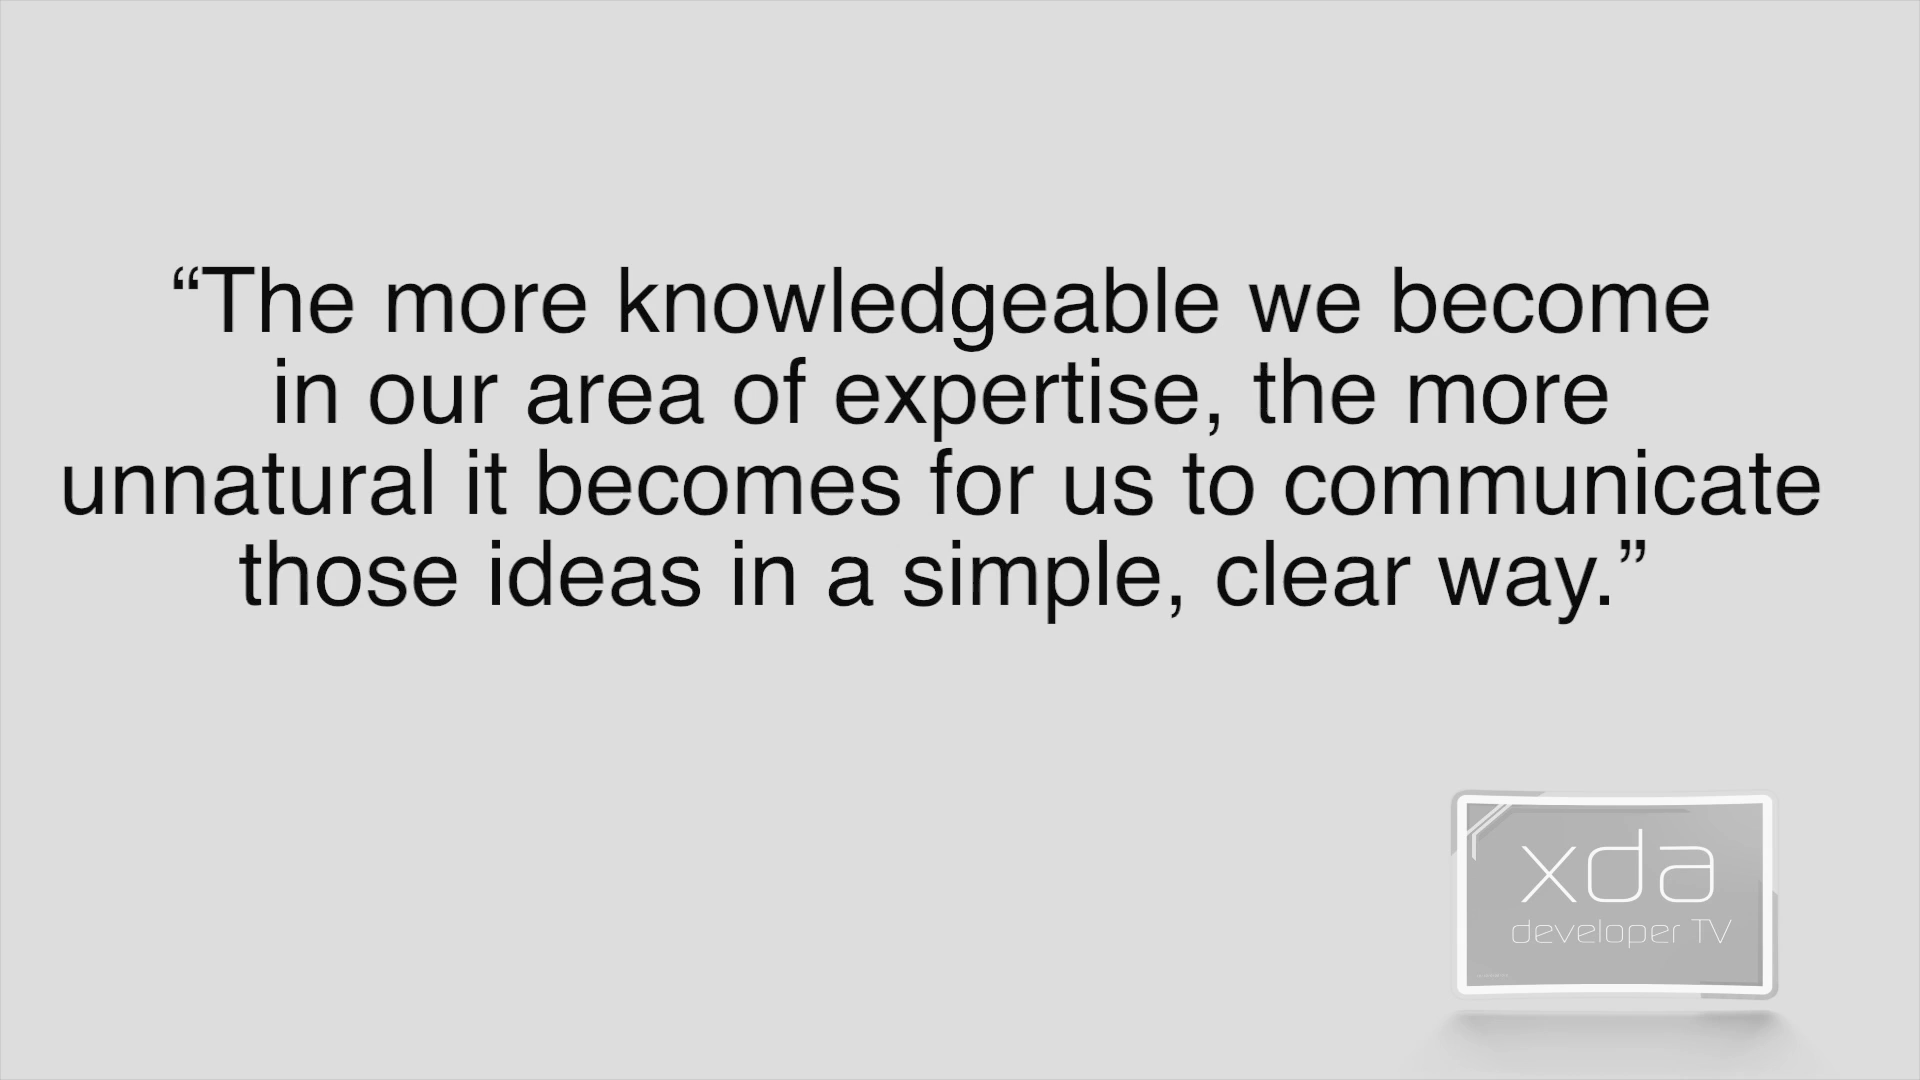 “The more knowledgeable we become
in our area of expertise, the more
unnatural it becomes for us to communicate
those ideas in a simple, clear way.”
xda
developer TV